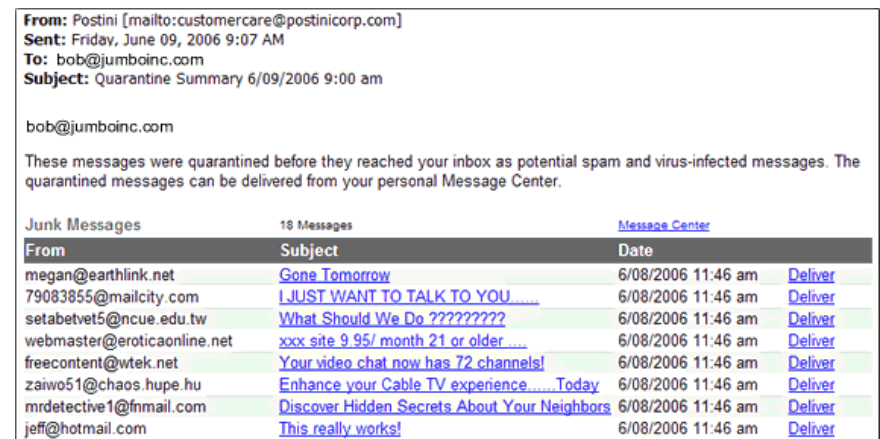 From: Postini [mailto:customercare@postinicorp.com]
Sent: Friday, June 09, 2006 9:07 AM
To: bob@jumboinc.com
Subject: Quarantine Summary 6/09/2006 9:00 am
bob@jumboinc.com
These messages were quarantined before they reached your inbox as potential spam and virus-infected messages. The
quarantined messages can be delivered from your personal Message Center.
Junk Messages 18 Messages Message Center
From Subject Date
megan@earthlink.net Gone Tomorrow 6/08/2006 11:46 am Deliver
79083855@mailcity.com I JUST WANT TO TALK TO YOU...... 6/08/2006 11:46 am Deliver
setabetvet5@ncue.edu.tw What Should We Do ????????? 6/08/2006 11:46 am Deliver
webmaster@eroticaonline.net xxx site 9.95/ month 21 or older .... 6/08/2006 11:46 am Deliver
freecontent@wtek.net Your video chat now has 72 channels! 6/08/2006 11:46 am Deliver
zaiwo51@chaos.hupe.hu Enhance your Cable TV experience......Today 6/08/2006 11:46 am Deliver
mrdetective1@fnmail.com Discover Hidden Secrets About Your Neighbors 6/08/2006 11:46 am Deliver
jeff@hotmail.com This really works! 6/08/2006 11:46 am Deliver